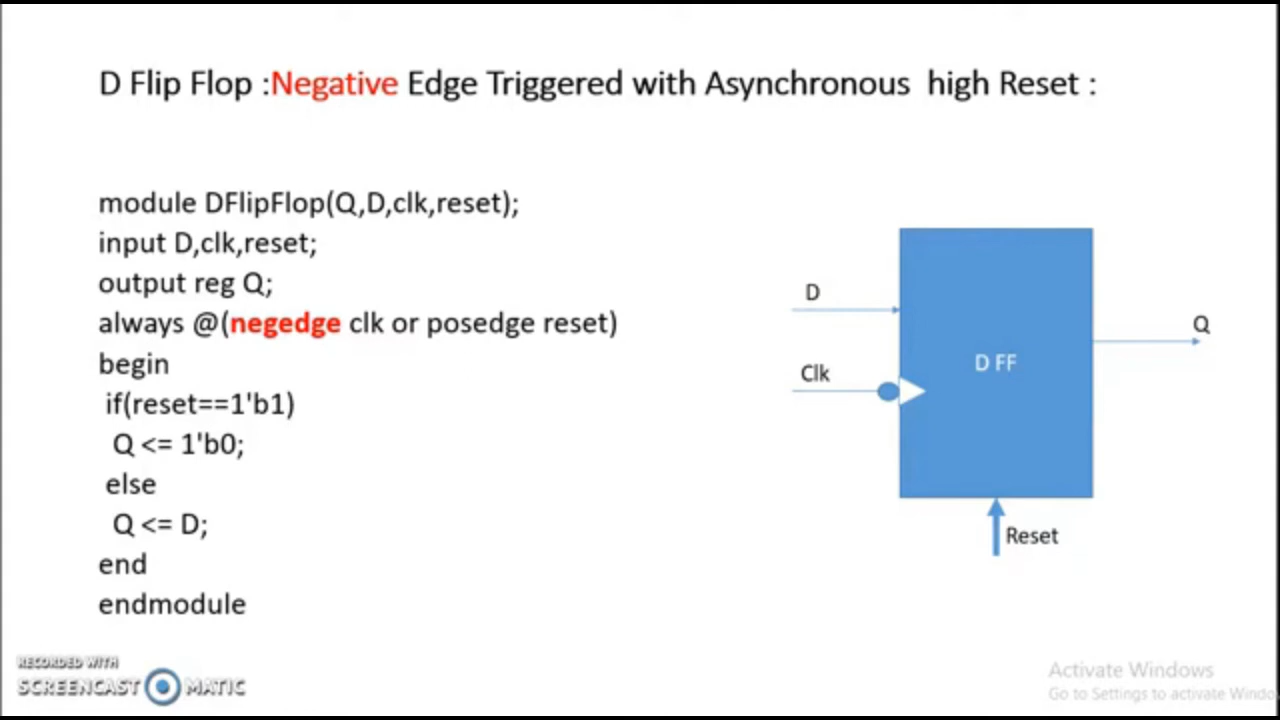 D Flip Flop :Negative Edge Triggered with Asynchronous  high Reset :
module DFlipFlop(Q,D,clk,reset);
input D,clk,reset;
output reg Q;
always @(negedge clk or posedge reset)
begin
if(reset==1'b1)
Q <= 1'b0;
else
Q <= D;
end
endmodule
D
Clk
D FF
Q
Reset
RECORDED WITH
SCREENCAST MATIC
Activate Windows
Go to Settings to activate Windo